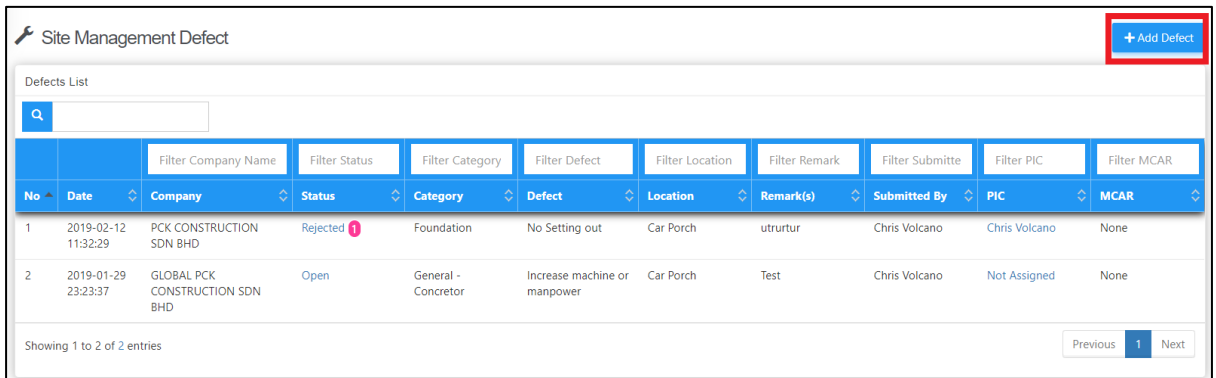 Site Management Defect
+ Add Defect
Defects List
Filter Company Name Filter Status Filter Category Filter Defect Filter Location Filter Remark Filter Submitte Filter PIC Filter MCAR
No Date Company Status Category Defect Location Remark(s) Submitted By PIC MCAR
1 2019-02-12 PCK CONSTRUCTION Rejected 1 Foundation No Setting out Car Porch utrurtur Chris Volcano Chris Volcano None
11:32:29 SDN BHD
2 2019-01-29 GLOBAL PCK Open General - Increase machine or Car Porch Test Chris Volcano Not Assigned None
23:23:37 CONSTRUCTION SDN Concretor manpower
BHD
Showing 1 to 2 of 2 entries
Previous 1 Next